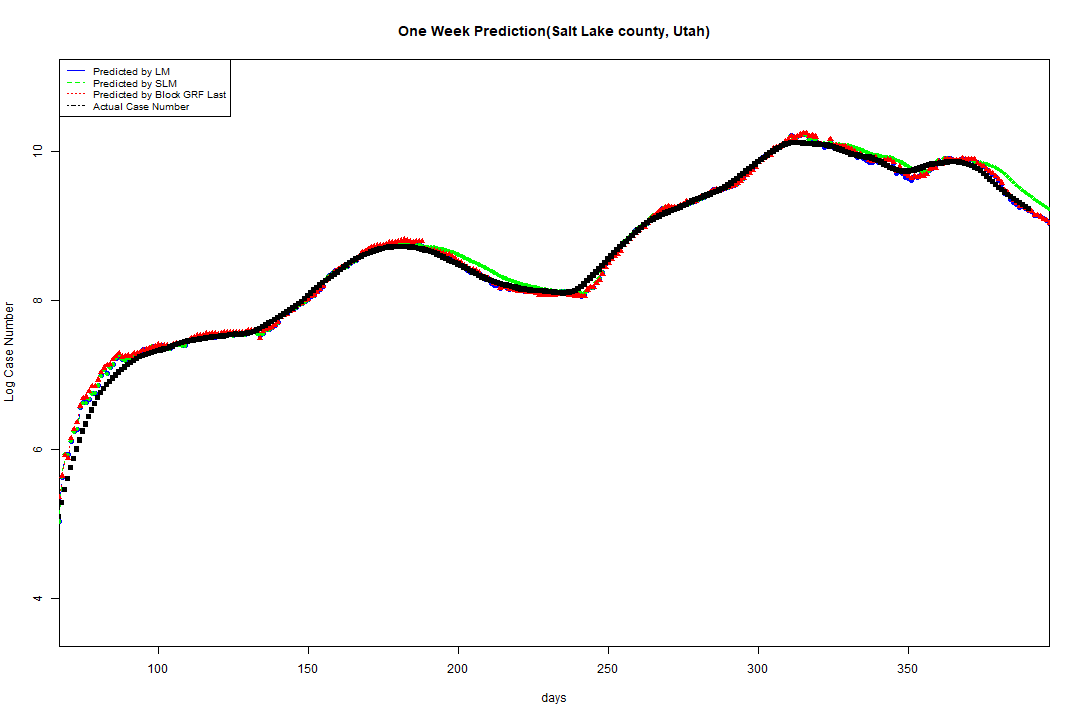 One Week Prediction(Salt Lake county, Utah)
Predicted by LM
Predicted by SLM
Predicted by Block GRF Last
Actual Case Number
10
8
6
4
Log Case Number
100 150 200 250 300 350
days